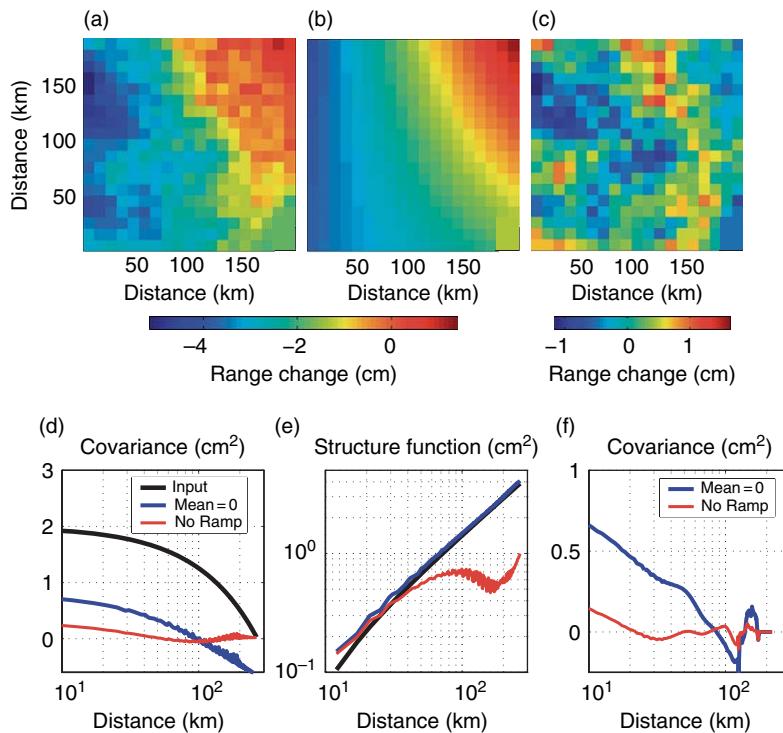 (a) (b) (c)
Distance (km)
150
100
50
50 100 150 50 100 150 50 100 150
Distance (km) Distance (km) Distance (km)
−4 −2 0 −1 0 1
Range change (cm) Range change (cm)
(d) (e) (f)
Covariance (cm²) Structure function (cm²) Covariance (cm²)
3
2
1
0
Input
Mean = 0
No Ramp
10¹ 10²
Distance (km)
10⁰
10⁻¹
10¹ 10²
Distance (km)
1
0.5
0
Mean = 0
No Ramp
10¹ 10²
Distance (km)